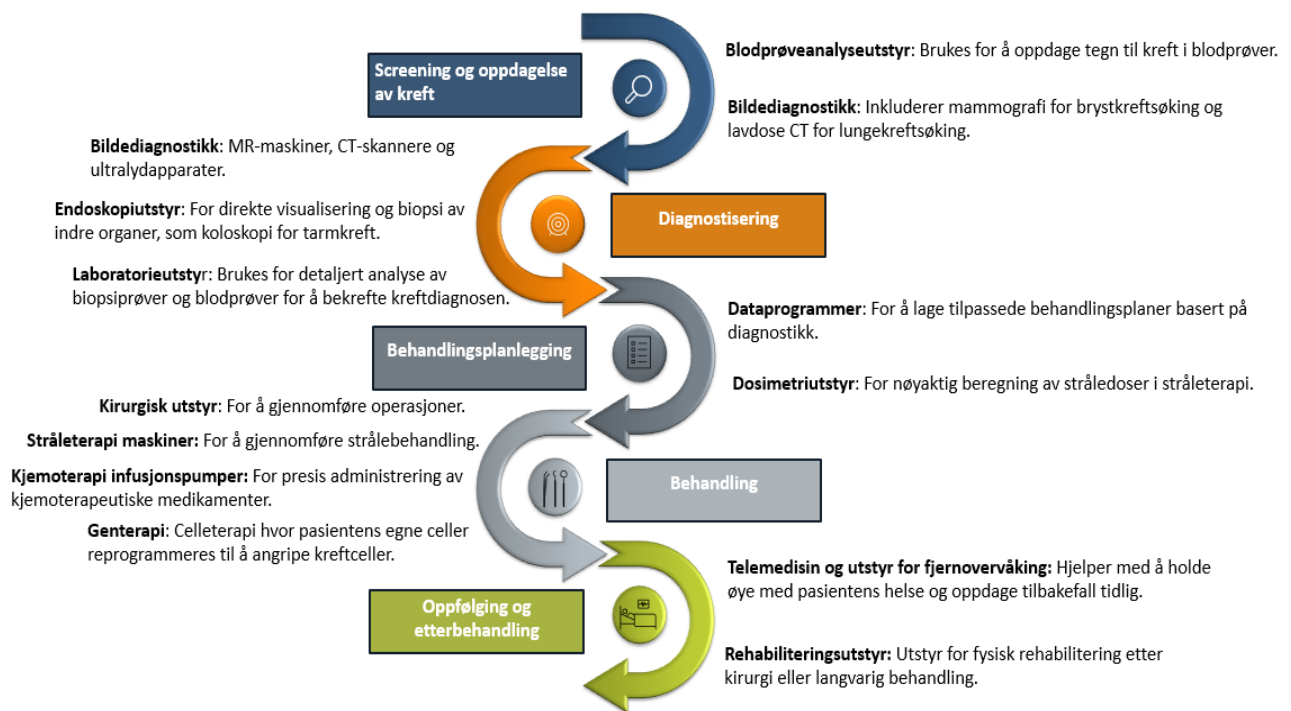 Screening og oppdagelse
av kreft
Blodprøveanalyseutstyr: Brukes for å oppdage tegn til kreft i blodprøver.
Bildediagnostikk: Inkluderer mammografi for brystkreftsøking og
lavdose CT for lungekreftsøking.
Bildediagnostikk: MR-maskiner, CT-skannere og
ultralydapparater.
Endoskopiutstyr: For direkte visualisering og biopsi av
indre organer, som koloskopi for tarmkreft.
Laboratorieutstyr: Brukes for detaljert analyse av
biopsiprøver og blodprøver for å bekrefte kreftdiagnosen.
Diagnostisering
Behandlingsplanlegging
Dataprogrammer: For å lage tilpassede behandlingsplaner basert på
diagnostikk.
Dosimetriutstyr: For nøyaktig beregning av stråledoser i stråleterapi.
Kirurgisk utstyr: For å gjennomføre operasjoner.
Stråleterapi maskiner: For å gjennomføre strålebehandling.
Kjemoterapi infusjonspumper: For presis administrering av
kjemoterapeutiske medikamenter.
Genterapi: Celleterapi hvor pasientens egne celler
reprogrammeres til å angripe kreftceller.
Behandling
Oppfølging og
etterbehandling
Telemedisin og utstyr for fjernovervåking: Hjelper med å holde
øye med pasientens helse og oppdage tilbakefall tidlig.
Rehabiliteringsutstyr: Utstyr for fysisk rehabilitering etter
kirurgi eller langvarig behandling.